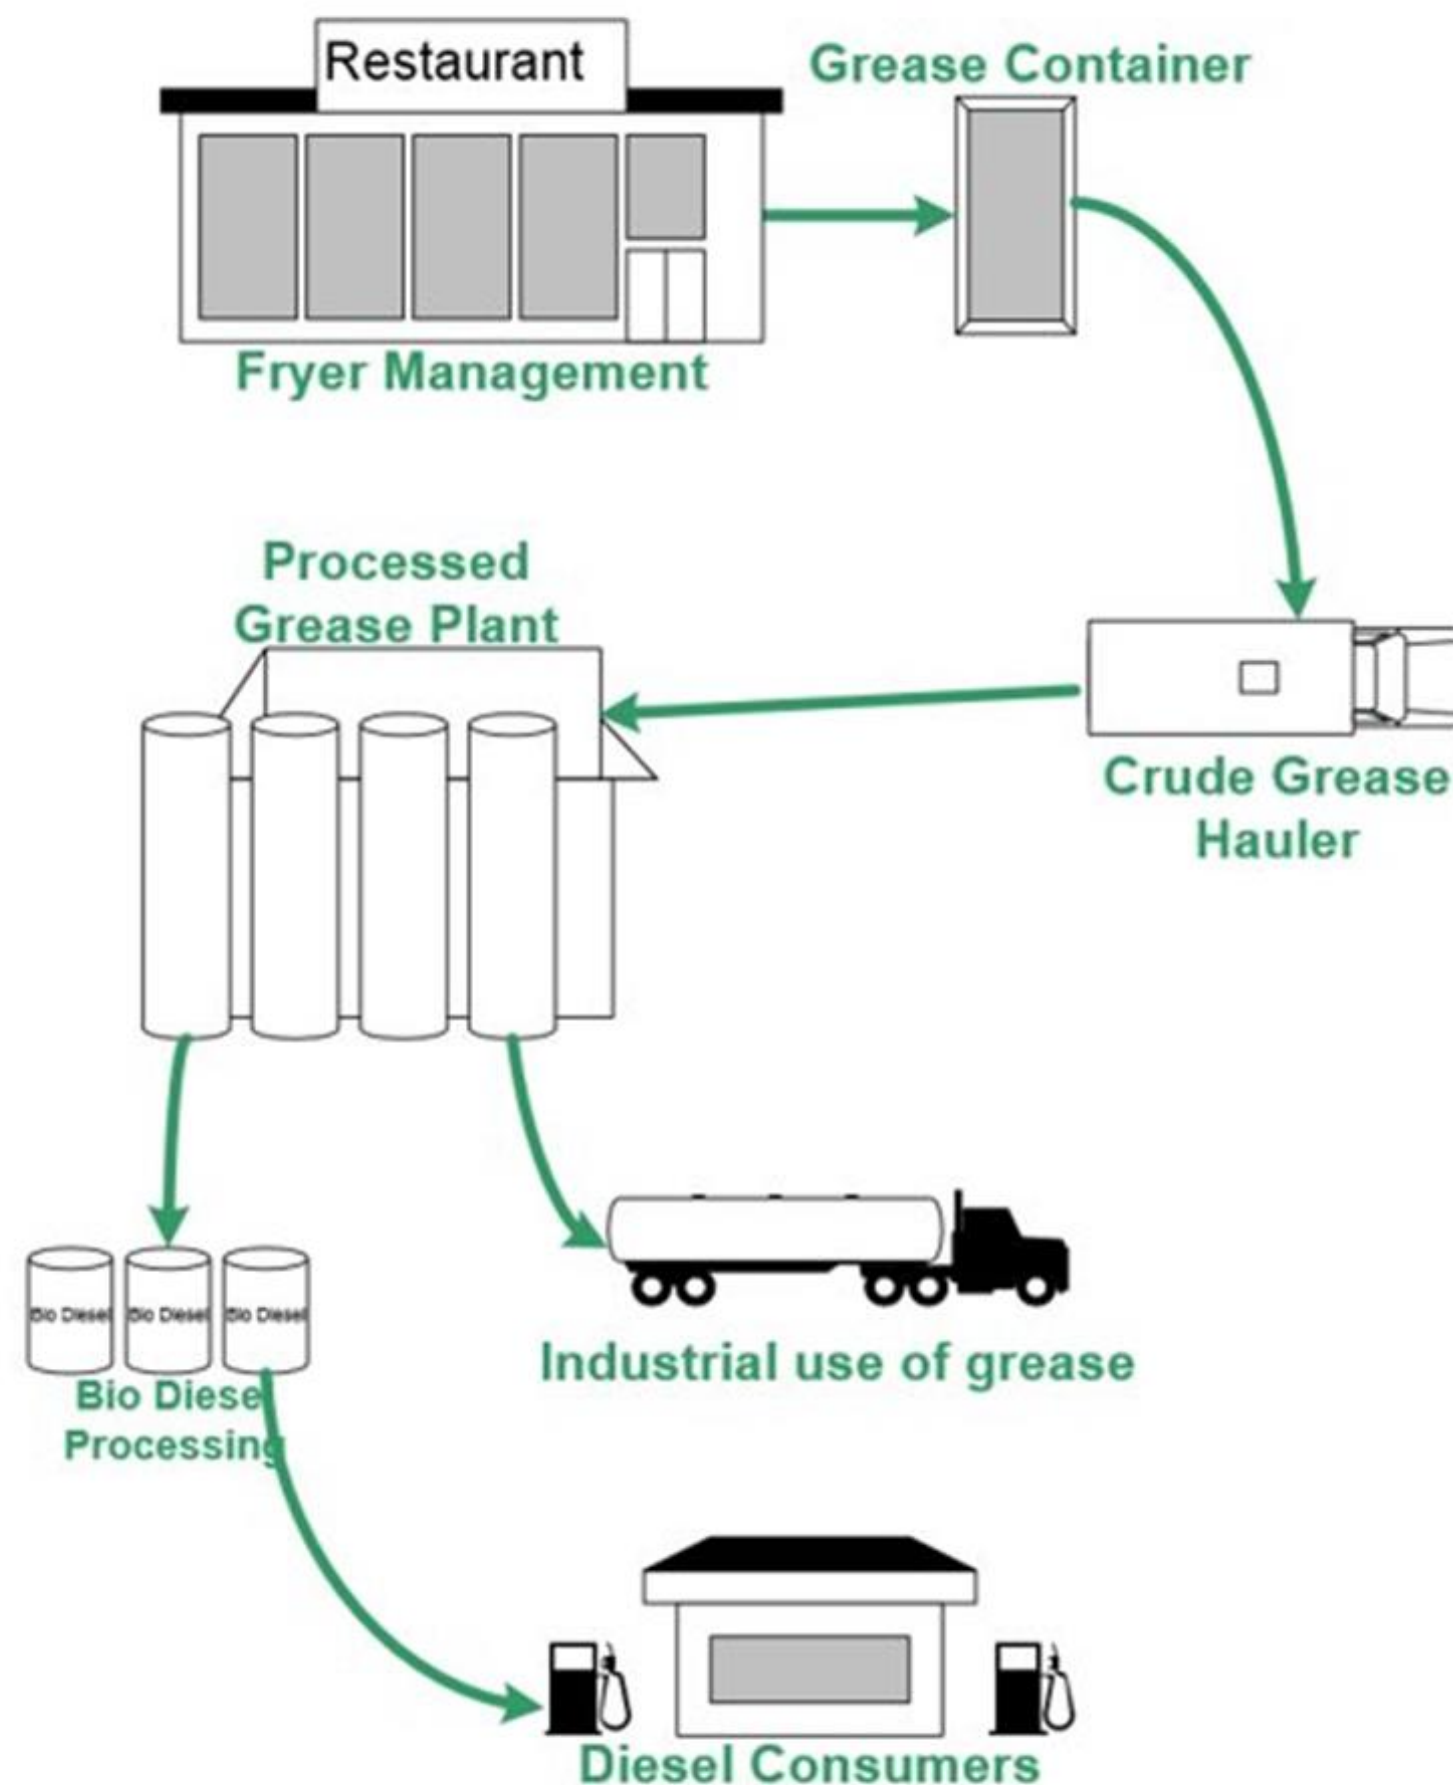 Restaurant
Grease Container
Fryer Management
Processed
Grease Plant
Crude Grease
Hauler
Bio Diesel
Bio Diesel
Bio Diesel
Industrial use of grease
Bio Diesel
Processing
Diesel Consumers